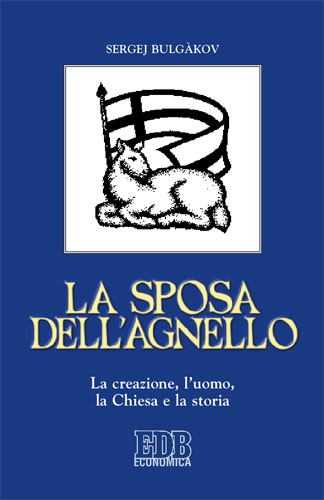 SERGEJ BULGÀKOV
LA SPOSA
DELL'AGNELLO
La creazione, l'uomo,
la Chiesa e la storia
EDB
ECONOMICA